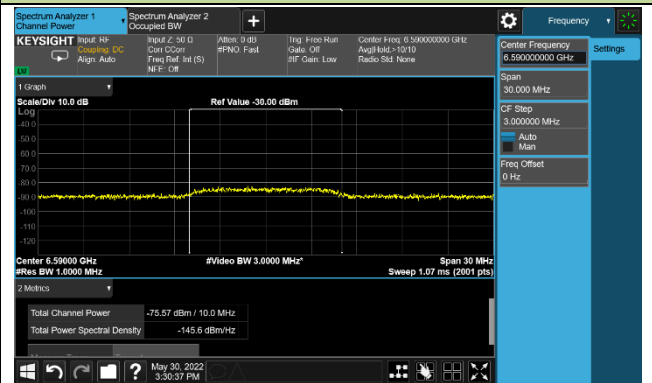 Spectrum Analyzer 1
Channel Power
Spectrum Analyzer 2
Occupied BW
Frequency
KEYSIGHT
Input: RF
Coupling: DC
Align: Auto
Input Z: 50 Ω
Corr CCorr
Freq Ref: Int (S)
NFE: Off
Atten: 0 dB
#PNO: Fast
Trig: Free Run
Gate: Off
#IF Gain: Low
Center Freq: 6.590000000 GHz
Avg|Hold:>10/10
Radio Std: None
Center Frequency
6.590000000 GHz
Settings
Span
30.000 MHz
CF Step
3.000000 MHz
Auto
Man
Freq Offset
0 Hz
1 Graph
Scale/Div 10.0 dB
Ref Value -30.00 dBm
Log
-40.0
-50.0
-60.0
-70.0
-80.0
-90.0
-100
-110
-120
Center 6.59000 GHz
#Video BW 3.0000 MHz*
Span 30 MHz
#Res BW 1.0000 MHz
Sweep 1.07 ms (2001 pts)
2 Metrics
Total Channel Power
-75.57 dBm / 10.0 MHz
Total Power Spectral Density
-145.6 dBm/Hz
May 30, 2022
3:30:37 PM